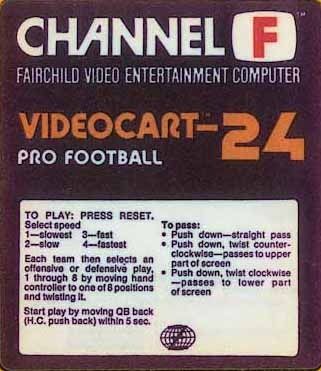 CHANNEL F
FAIRCHILD VIDEO ENTERTAINMENT COMPUTER
VIDEOCART™-24
PRO FOOTBALL
TO PLAY: PRESS RESET.
Select speed
1—slowest 3—fast
2—slow 4—fastest
Each team then selects an
offensive or defensive play,
1 through 8 by moving hand
controller to one of 8 positions
and twisting it.
Start play by moving QB back
(H.C. push back) within 5 sec.
To pass:
• Push down—straight pass
• Push down, twist counter-
clockwise—passes to upper
part of screen
• Push down, twist clockwise
—passes to lower part
of screen